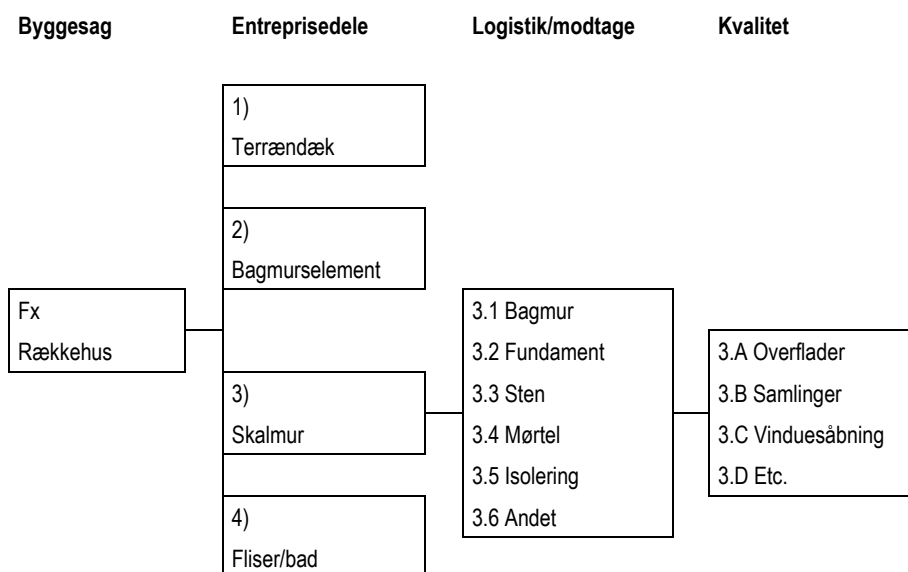 Byggesag
Entreprisedele
Logistik/modtage
Kvalitet
1)
Terrændæk
2)
Bagmurselement
Fx
Rækkehus
3)
Skalmur
4)
Fliser/bad
3.1 Bagmur
3.2 Fundament
3.3 Sten
3.4 Mørtel
3.5 Isolering
3.6 Andet
3.A Overflader
3.B Samlinger
3.C Vinduesåbning
3.D Etc.